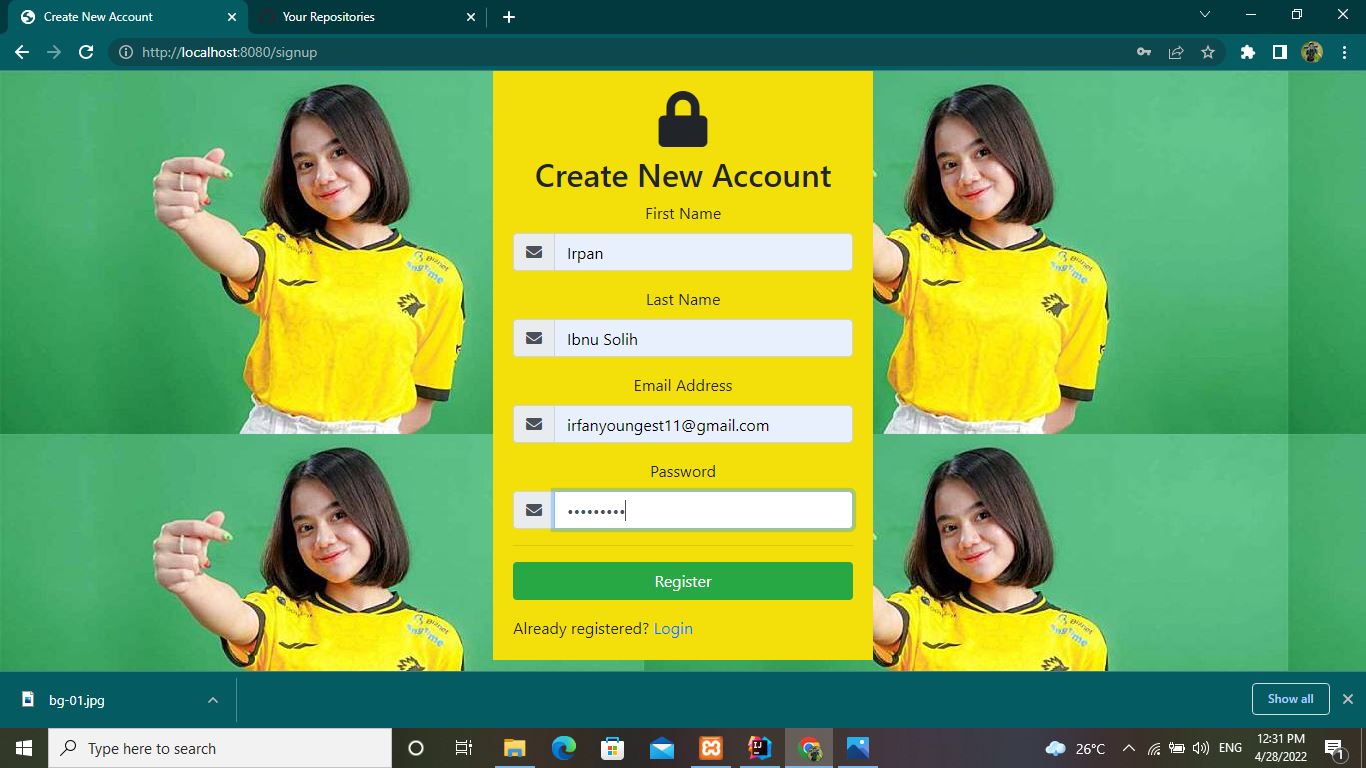 Create New Account
Your Repositories
http://localhost:8080/signup
Create New Account
First Name
Irpan
Last Name
Ibnu Solih
Email Address
irfanyoungest11@gmail.com
Password
•••••••••
Register
Already registered? Login
bg-01.jpg
Show all
Type here to search
26°C
ENG
12:31 PM
4/28/2022
1